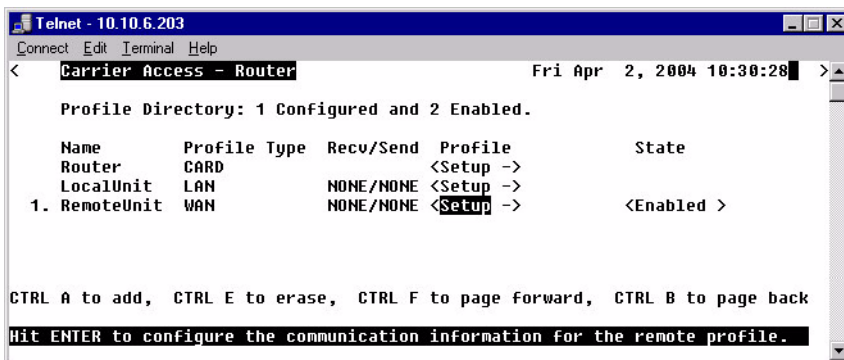 Telnet - 10.10.6.203
Connect Edit Terminal Help
< Carrier Access - Router Fri Apr 2, 2004 10:30:28 >
Profile Directory: 1 Configured and 2 Enabled.
Name Profile Type Recv/Send Profile State
Router CARD <Setup ->
LocalUnit LAN NONE/NONE <Setup ->
1. RemoteUnit WAN NONE/NONE <Setup -> <Enabled >
CTRL A to add, CTRL E to erase, CTRL F to page forward, CTRL B to page back
Hit ENTER to configure the communication information for the remote profile.